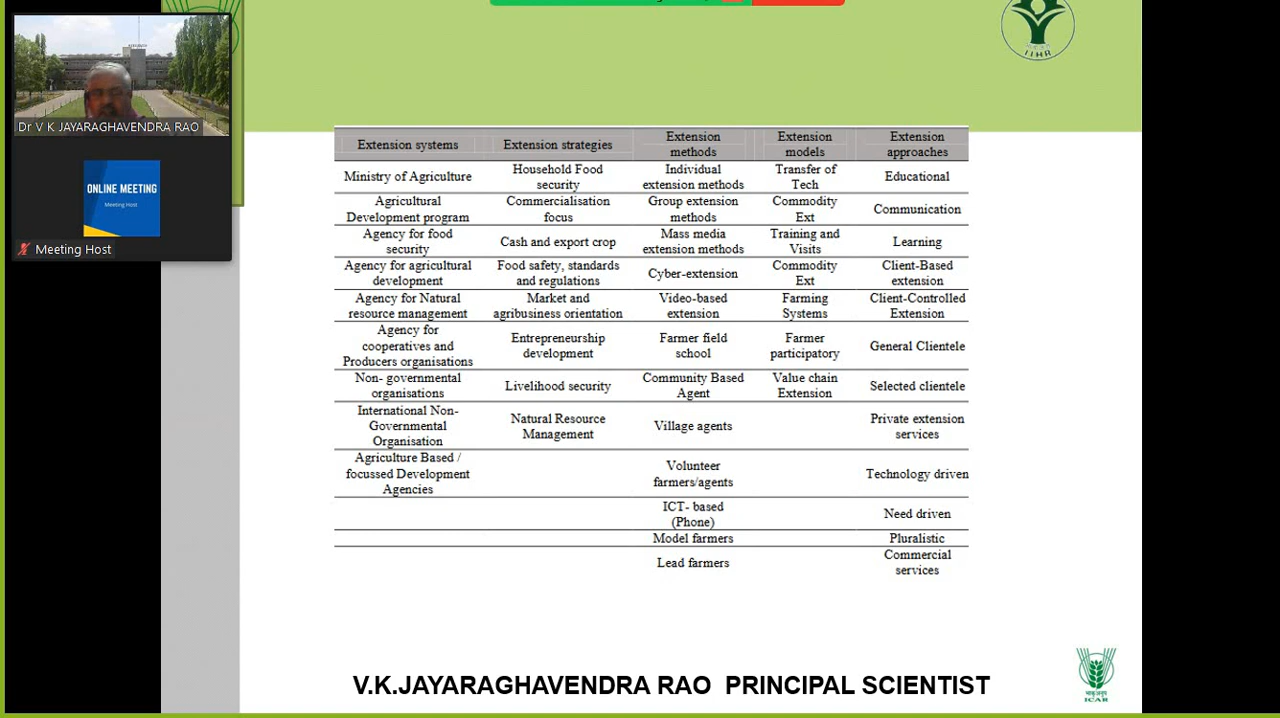 IIHR
Dr V K JAYARAGHAVENDRA RAO
ONLINE MEETING
Meeting Host
Meeting Host
Extension systems Extension strategies Extension methods Extension models Extension approaches
Ministry of Agriculture Household Food security Individual extension methods Transfer of Tech Educational
Agricultural Development program Commercialisation focus Group extension methods Commodity Ext Communication
Agency for food security Cash and export crop Mass media extension methods Training and Visits Learning
Agency for agricultural development Food safety, standards and regulations Cyber-extension Commodity Ext Client-Based extension
Agency for Natural resource management Market and agribusiness orientation Video-based extension Farming Systems Client-Controlled Extension
Agency for cooperatives and Producers organisations Entrepreneurship development Farmer field school Farmer participatory General Clientele
Non- governmental organisations Livelihood security Community Based Agent Value chain Extension Selected clientele
International Non-Governmental Organisation Natural Resource Management Village agents Private extension services
Agriculture Based / focussed Development Agencies Volunteer farmers/agents Technology driven
ICT- based (Phone) Need driven
Model farmers Pluralistic
Lead farmers Commercial services
V.K.JAYARAGHAVENDRA RAO PRINCIPAL SCIENTIST
ICAR